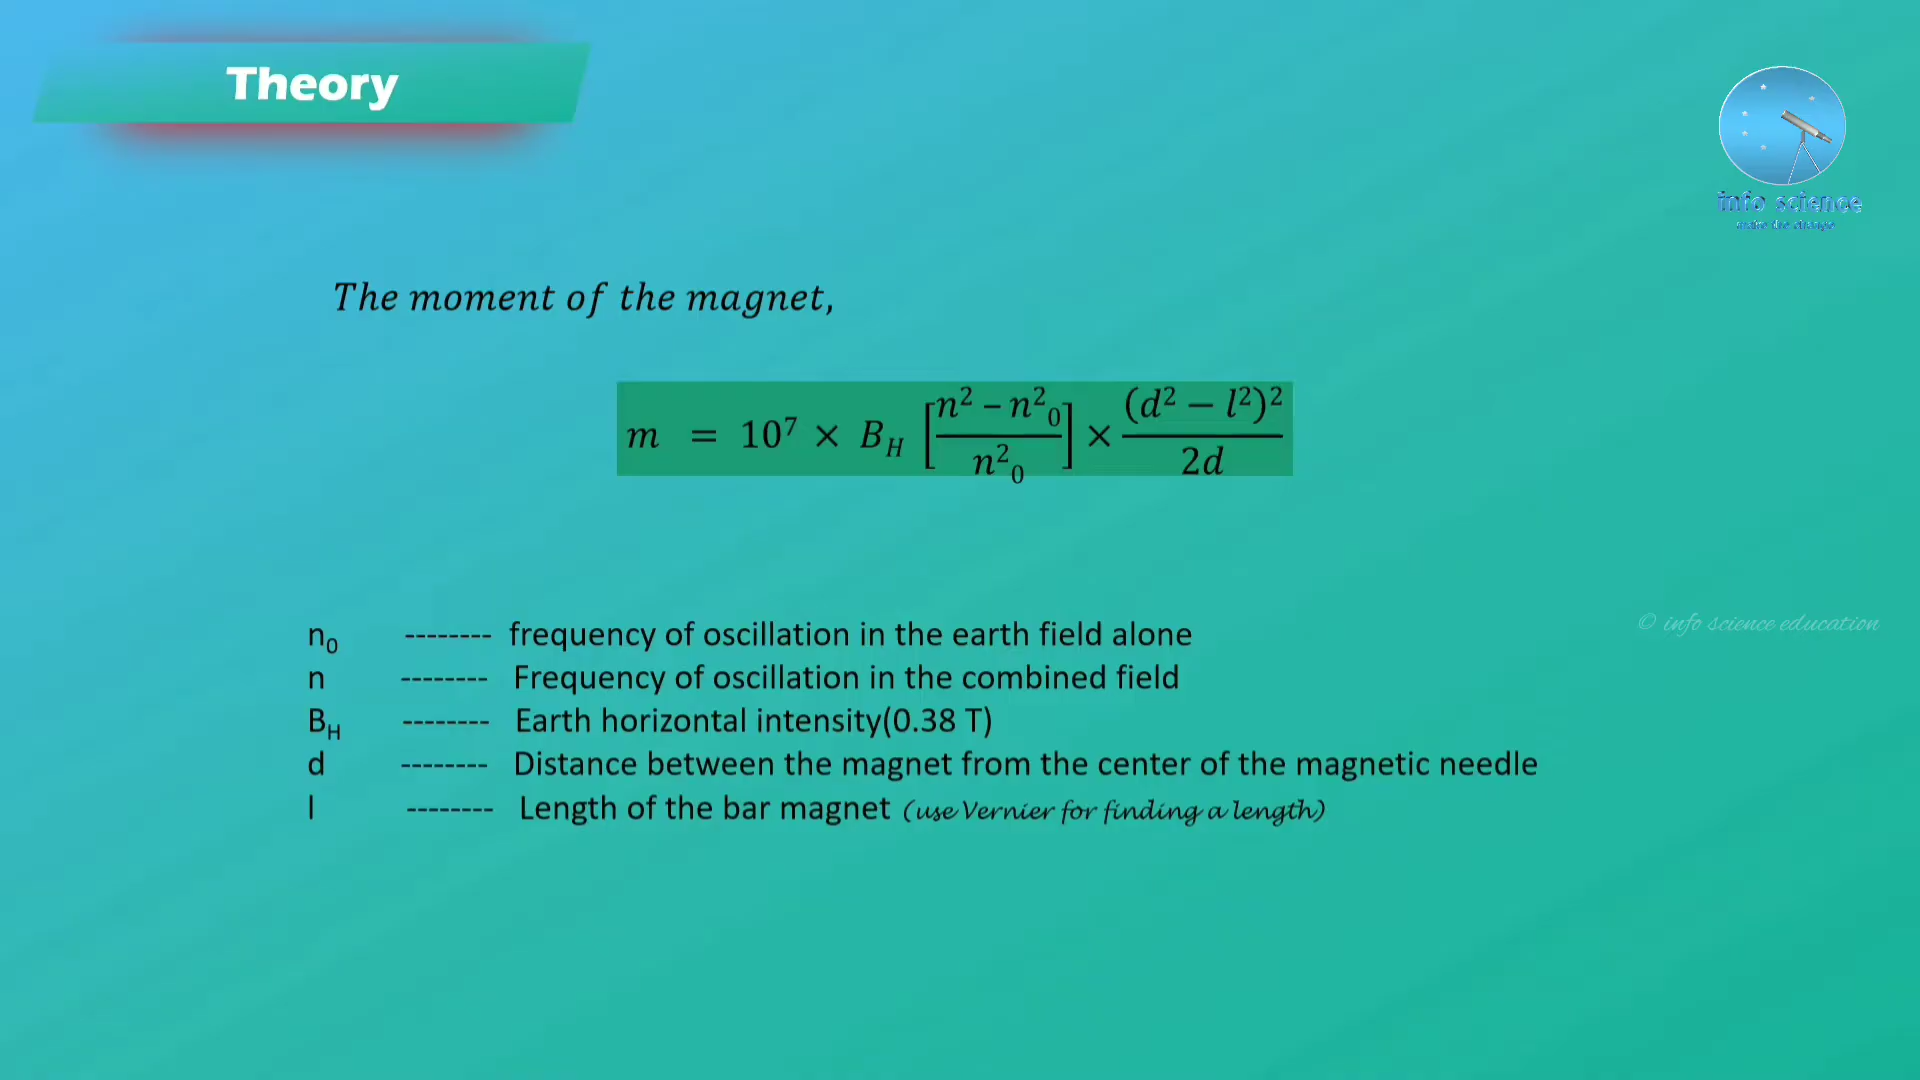 Theory
info science
make the change
The moment of the magnet,
m = 10⁷ × B_H [n² – n²₀ / n²₀] × (d² − l²)² / 2d
n₀ -------- frequency of oscillation in the earth field alone
n -------- Frequency of oscillation in the combined field
© info science education
B_H -------- Earth horizontal intensity(0.38 T)
d -------- Distance between the magnet from the center of the magnetic needle
l -------- Length of the bar magnet (use Vernier for finding a length)